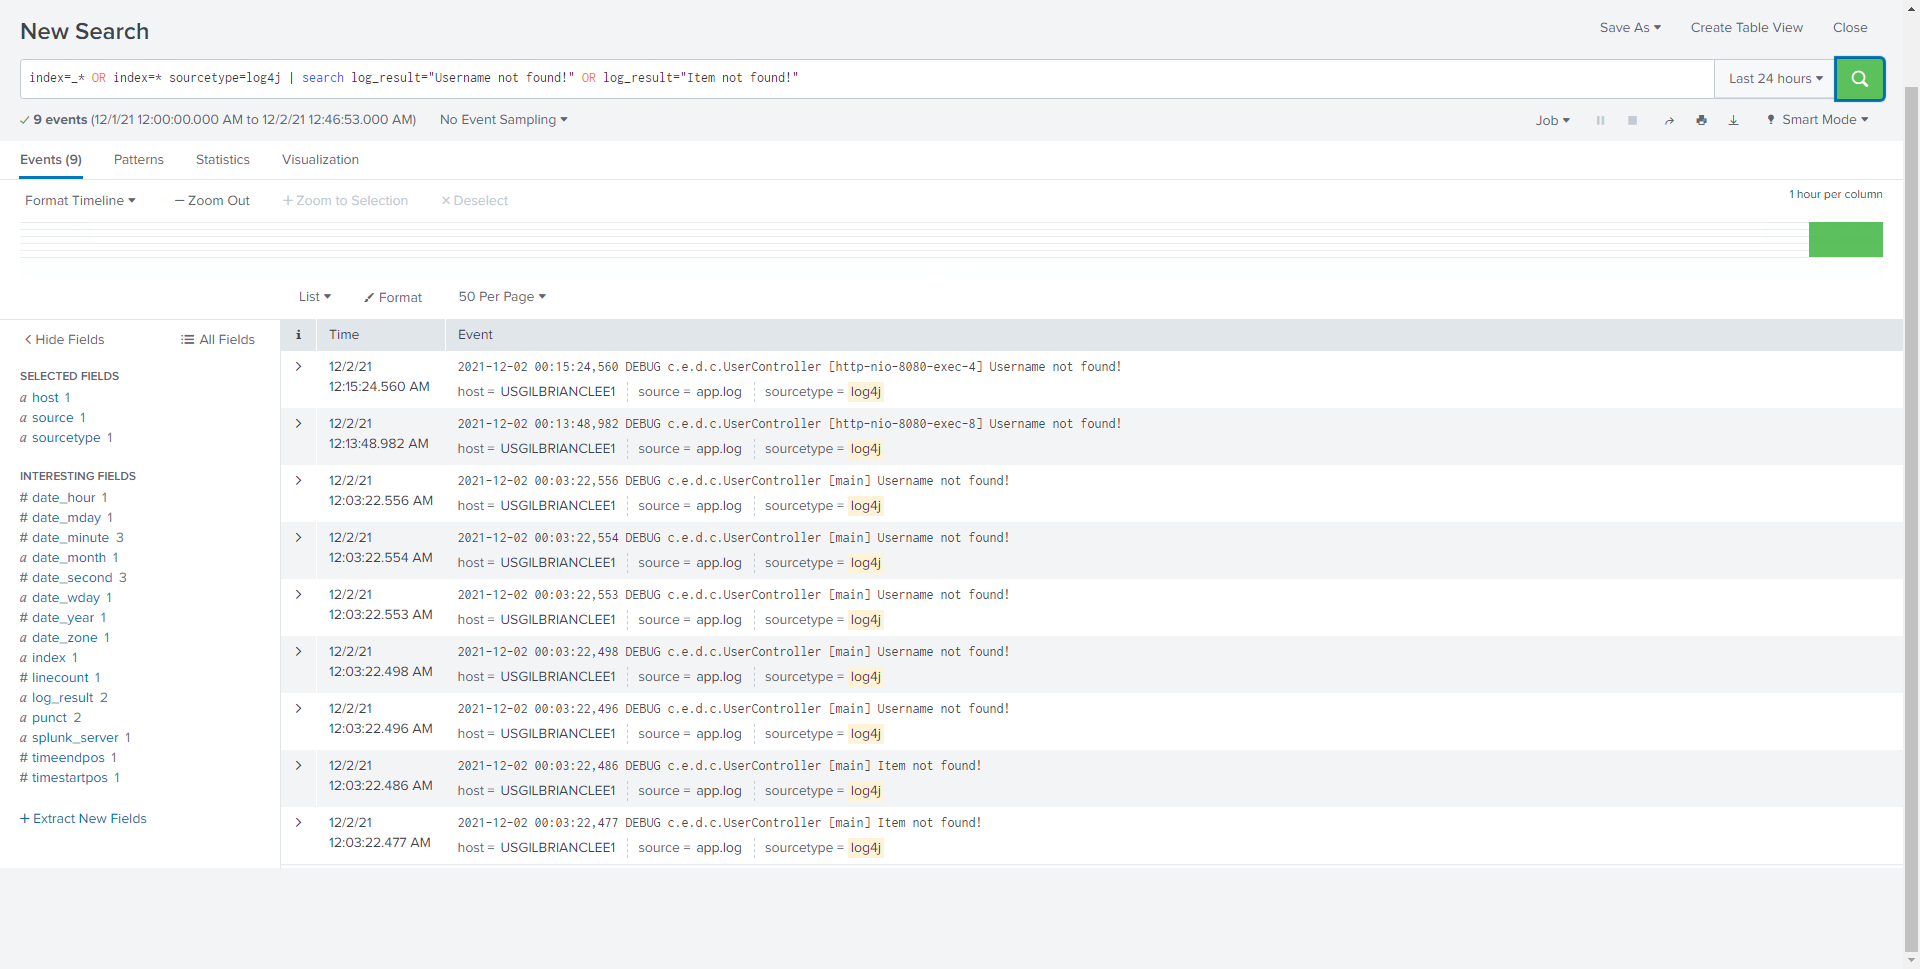 New Search
Save As Create Table View Close
index=_* OR index=* sourcetype=log4j | search log_result="Username not found!" OR log_result="Item not found!"
Last 24 hours
9 events (12/1/21 12:00:00.000 AM to 12/2/21 12:46:53.000 AM) No Event Sampling
Job Smart Mode
Events (9) Patterns Statistics Visualization
Format Timeline — Zoom Out + Zoom to Selection × Deselect
1 hour per column
List Format 50 Per Page
< Hide Fields All Fields
SELECTED FIELDS
a host 1
a source 1
a sourcetype 1
INTERESTING FIELDS
# date_hour 1
# date_mday 1
# date_minute 3
a date_month 1
# date_second 3
a date_wday 1
# date_year 1
a date_zone 1
a index 1
# linecount 1
a log_result 2
a punct 2
a splunk_server 1
# timeendpos 1
# timestartpos 1
+ Extract New Fields
i Time Event
12/2/21
12:15:24.560 AM
2021-12-02 00:15:24,560 DEBUG c.e.d.c.UserController [http-nio-8080-exec-4] Username not found!
host = USGILBRIANCLEE1 source = app.log sourcetype = log4j
12/2/21
12:13:48.982 AM
2021-12-02 00:13:48,982 DEBUG c.e.d.c.UserController [http-nio-8080-exec-8] Username not found!
host = USGILBRIANCLEE1 source = app.log sourcetype = log4j
12/2/21
12:03:22.556 AM
2021-12-02 00:03:22,556 DEBUG c.e.d.c.UserController [main] Username not found!
host = USGILBRIANCLEE1 source = app.log sourcetype = log4j
12/2/21
12:03:22.554 AM
2021-12-02 00:03:22,554 DEBUG c.e.d.c.UserController [main] Username not found!
host = USGILBRIANCLEE1 source = app.log sourcetype = log4j
12/2/21
12:03:22.553 AM
2021-12-02 00:03:22,553 DEBUG c.e.d.c.UserController [main] Username not found!
host = USGILBRIANCLEE1 source = app.log sourcetype = log4j
12/2/21
12:03:22.498 AM
2021-12-02 00:03:22,498 DEBUG c.e.d.c.UserController [main] Username not found!
host = USGILBRIANCLEE1 source = app.log sourcetype = log4j
12/2/21
12:03:22.496 AM
2021-12-02 00:03:22,496 DEBUG c.e.d.c.UserController [main] Username not found!
host = USGILBRIANCLEE1 source = app.log sourcetype = log4j
12/2/21
12:03:22.486 AM
2021-12-02 00:03:22,486 DEBUG c.e.d.c.UserController [main] Item not found!
host = USGILBRIANCLEE1 source = app.log sourcetype = log4j
12/2/21
12:03:22.477 AM
2021-12-02 00:03:22,477 DEBUG c.e.d.c.UserController [main] Item not found!
host = USGILBRIANCLEE1 source = app.log sourcetype = log4j